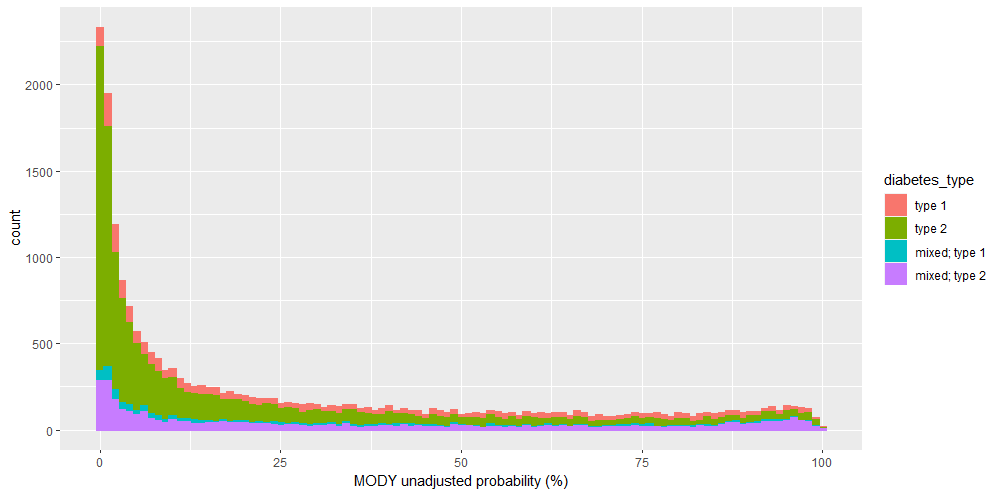 2000
1500
1000
500
0
count
0 25 50 75 100
MODY unadjusted probability (%)
diabetes_type
type 1
type 2
mixed; type 1
mixed; type 2